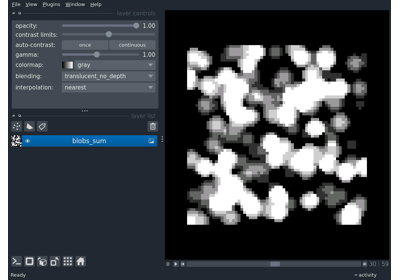 File View Plugins Window Help
layer controls
opacity: 1.00
contrast limits:
auto-contrast: once continuous
gamma: 1.00
colormap: gray
blending: translucent_no_depth
interpolation: nearest
layer list
blobs_sum
30 59
Ready
activity